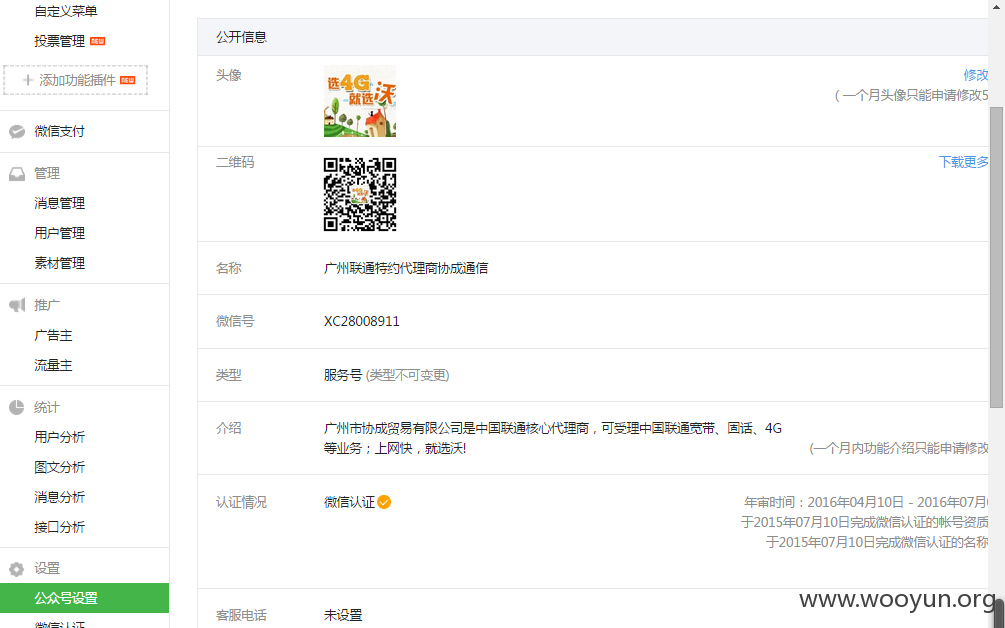 自定义菜单
投票管理 NEW
+ 添加功能插件 NEW
微信支付
管理
消息管理
用户管理
素材管理
推广
广告主
流量主
统计
用户分析
图文分析
消息分析
接口分析
设置
公众号设置
微信认证
公开信息
头像
选4G
就选沃
修改
( 一个月头像只能申请修改5
二维码
下载更多
名称
广州联通特约代理商协成通信
微信号
XC28008911
类型
服务号 (类型不可变更)
介绍
广州市协成贸易有限公司是中国联通核心代理商，可受理中国联通宽带、固话、4G
等业务；上网快，就选沃!
(一个月内功能介绍只能申请修改
认证情况
微信认证
年审时间：2016年04月10日 - 2016年07月
于2015年07月10日完成微信认证的帐号资质
于2015年07月10日完成微信认证的名称
客服电话
未设置
www.wooyun.org